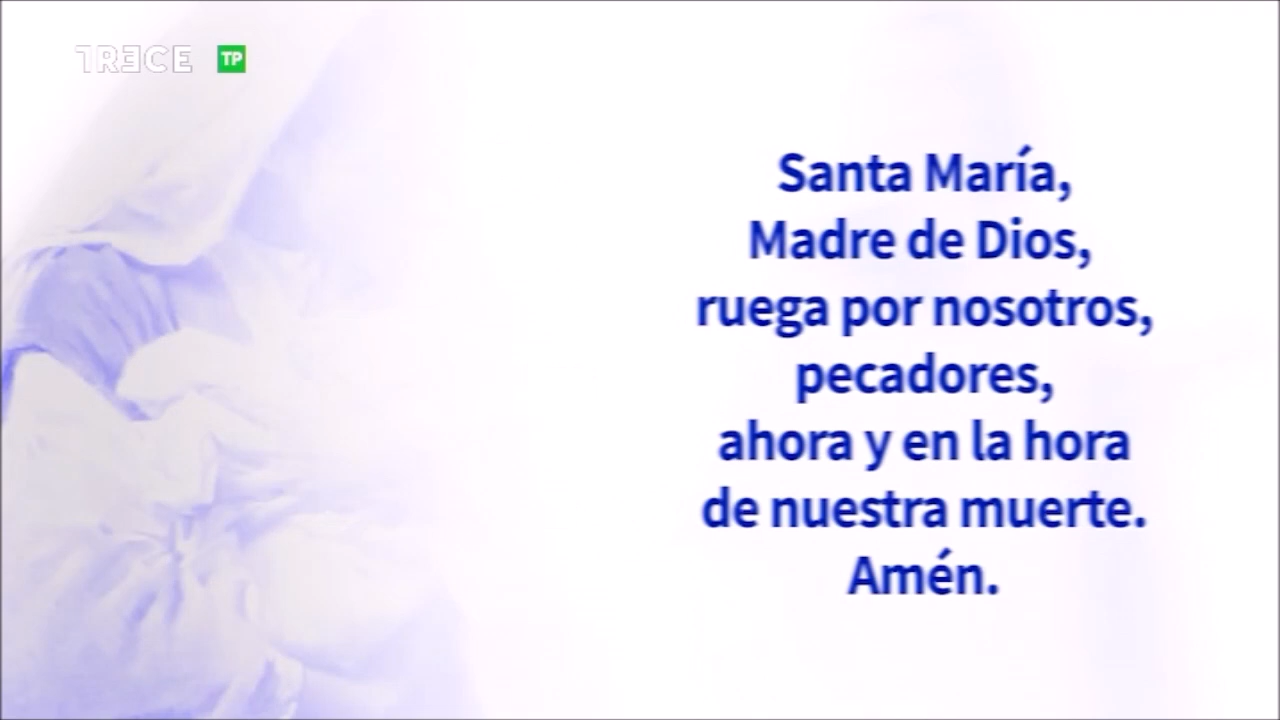 TRECE TP
Santa María,
Madre de Dios,
ruega por nosotros,
pecadores,
ahora y en la hora
de nuestra muerte.
Amén.